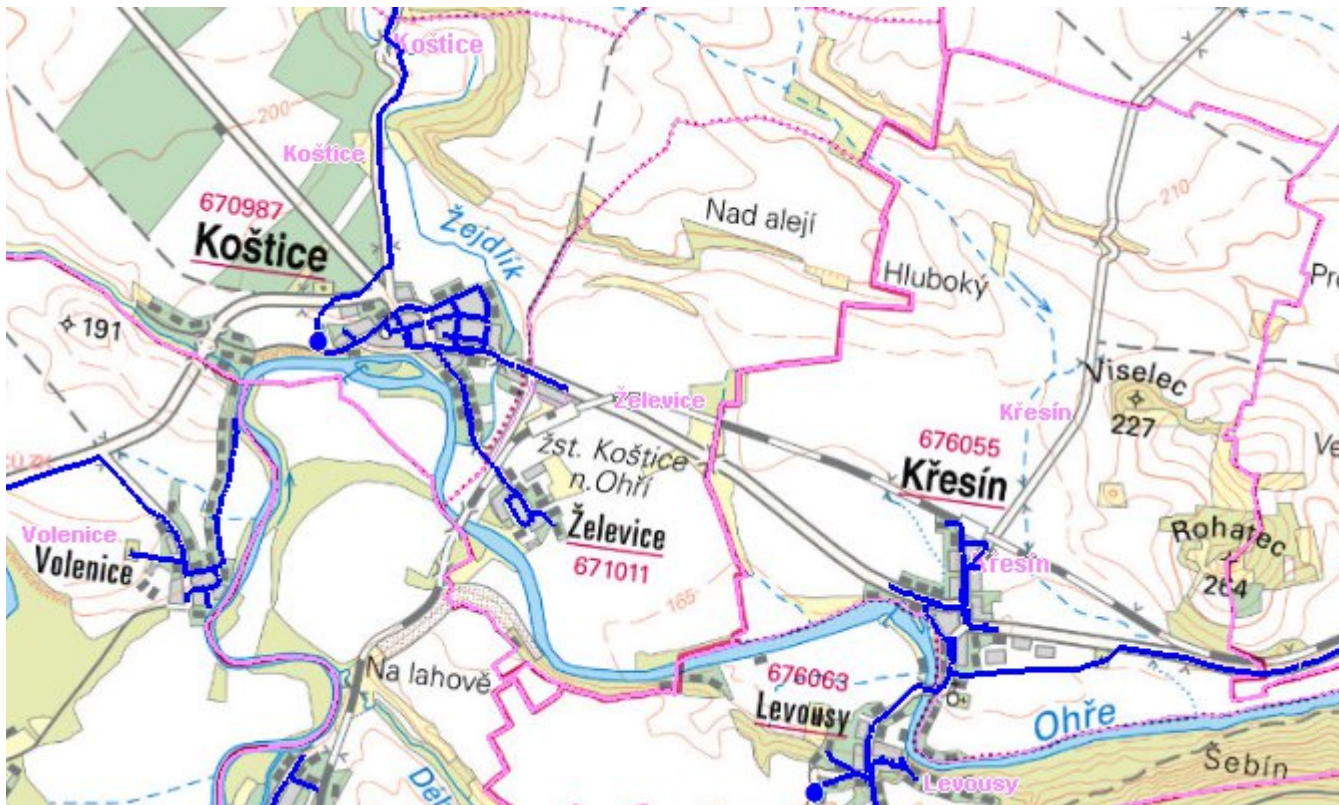 Koštice
200
Koštice
670987
Koštice
Žejdlík
Nad alejí
Hluboký
210
191
Viselec
227
Želevice
Křesín
676055
Křesín
žst. Koštice
n.Ohří
Želevice
671011
Volenice
Volenice
Rohatec
264
Křesín
165
Na lahově
676063
Levousy
Ohře
Šebín
Levousy